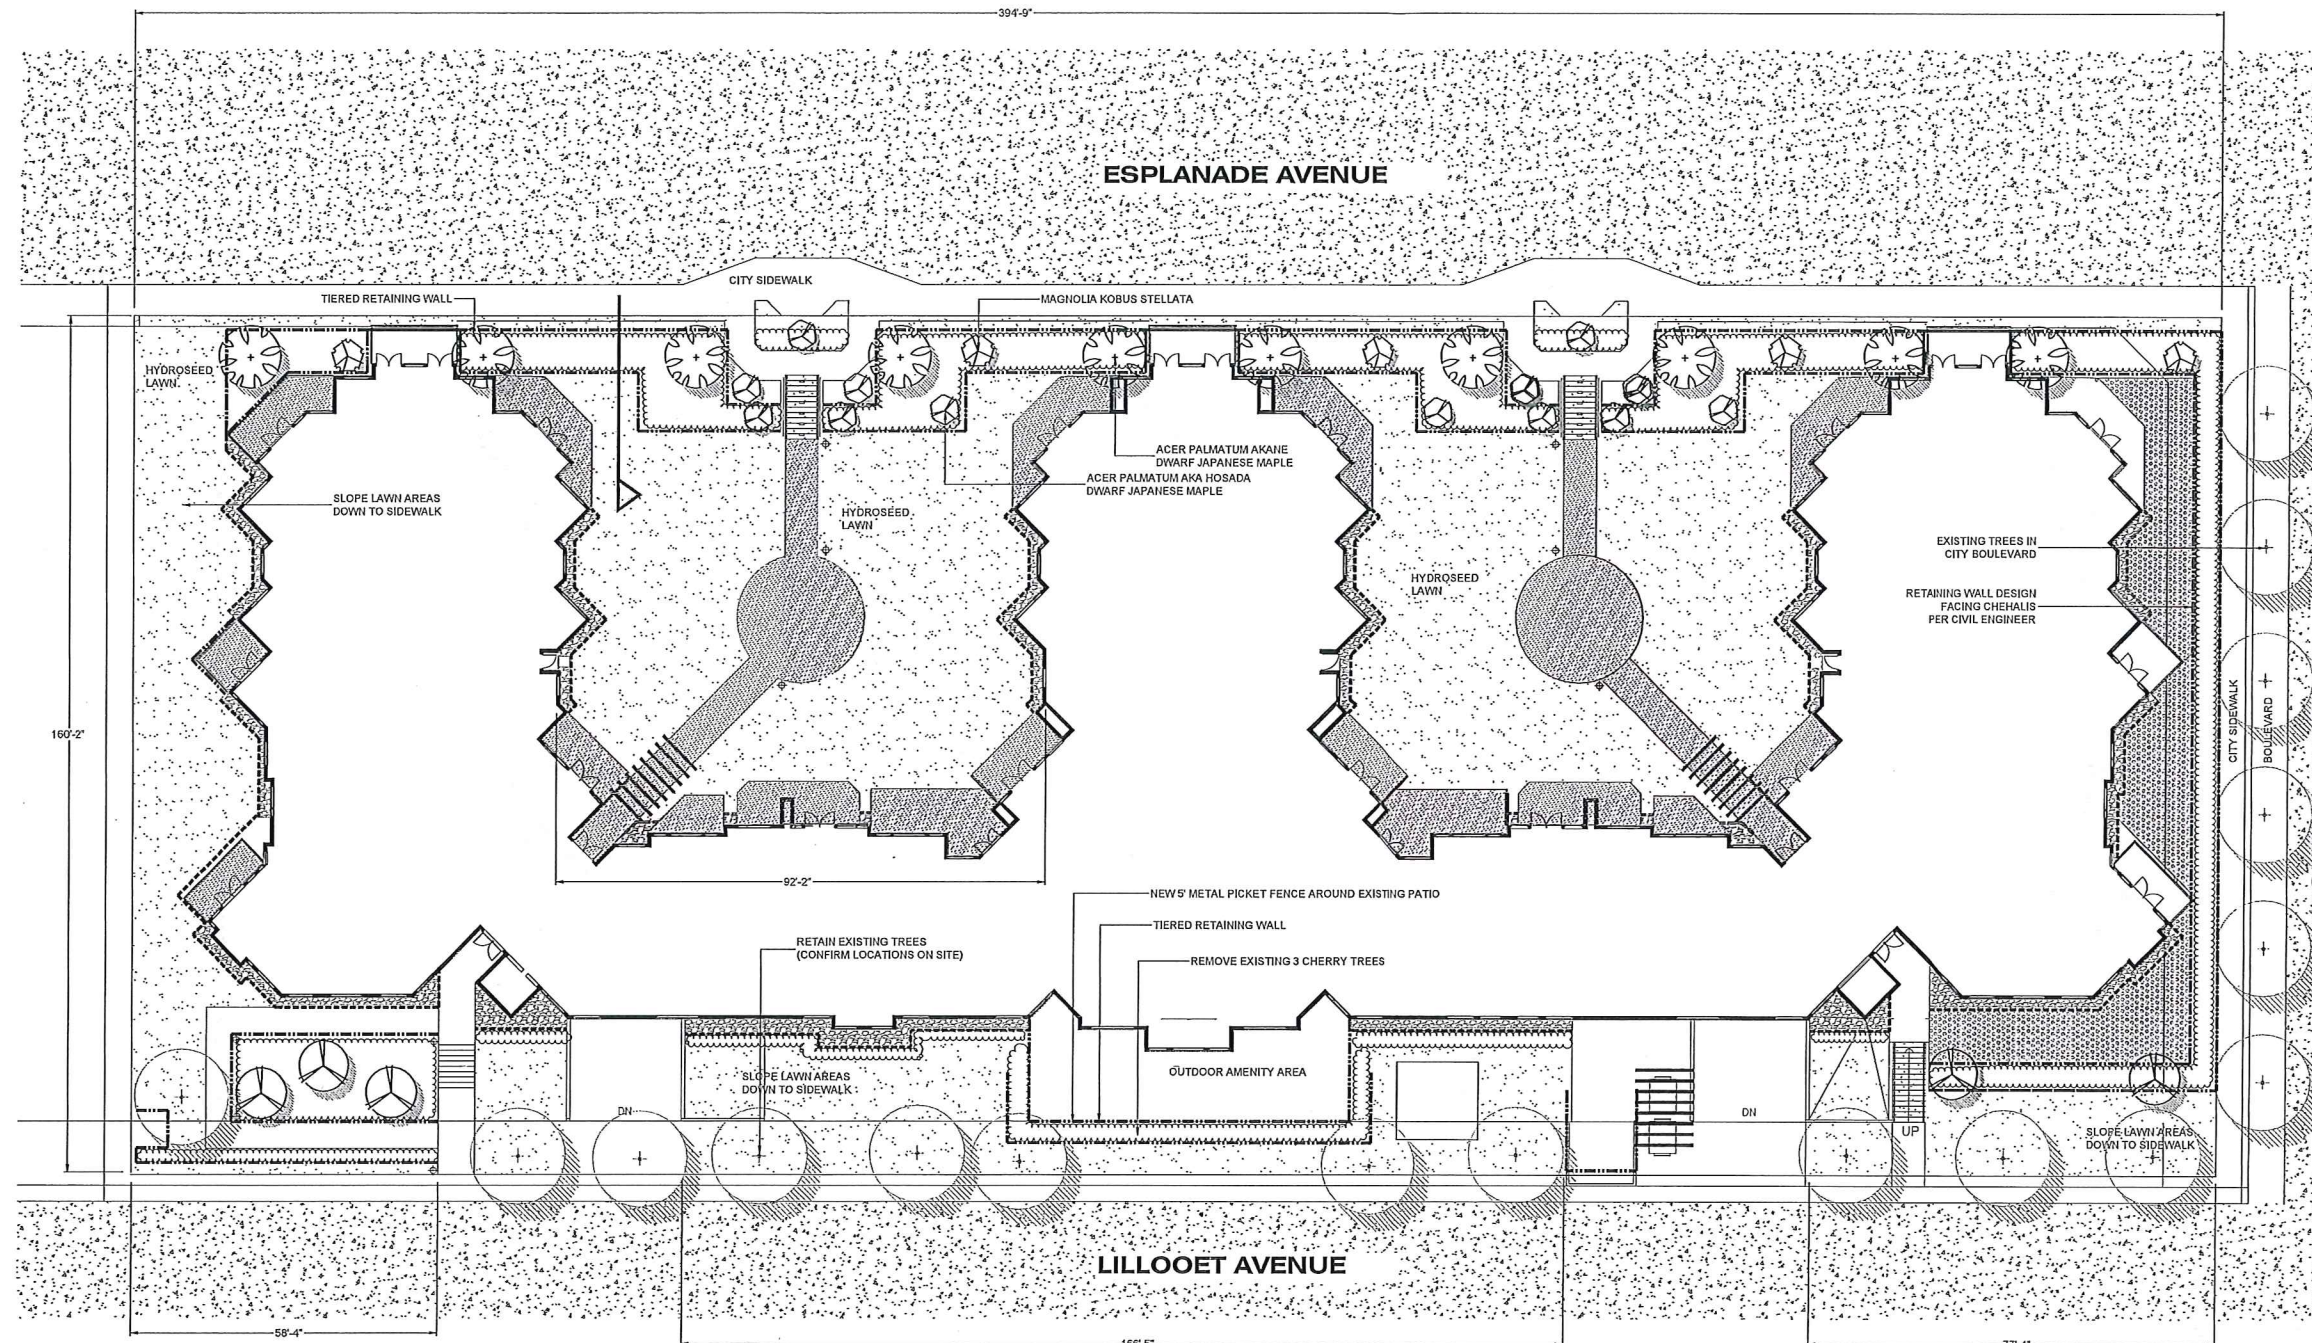 394'-9"
ESPLANADE AVENUE
CITY SIDEWALK
TIERED RETAINING WALL
MAGNOLIA KOBUS STELLATA
HYDROSEED
LAWN
ACER PALMATUM AKANE
DWARF JAPANESE MAPLE
ACER PALMATUM AKA HOSADA
DWARF JAPANESE MAPLE
SLOPE LAWN AREAS
DOWN TO SIDEWALK
HYDROSEED
LAWN
EXISTING TREES IN
CITY BOULEVARD
HYDROSEED
LAWN
RETAINING WALL DESIGN
FACING CHEHALIS
PER CIVIL ENGINEER
160'-2"
CITY SIDEWALK
BOULEVARD
92'-2"
NEW 5' METAL PICKET FENCE AROUND EXISTING PATIO
TIERED RETAINING WALL
RETAIN EXISTING TREES
(CONFIRM LOCATIONS ON SITE)
REMOVE EXISTING 3 CHERRY TREES
OUTDOOR AMENITY AREA
SLOPE LAWN AREAS
DOWN TO SIDEWALK
DN
DN
UP
SLOPE LAWN AREAS
DOWN TO SIDEWALK
LILLOOET AVENUE
58'-4"